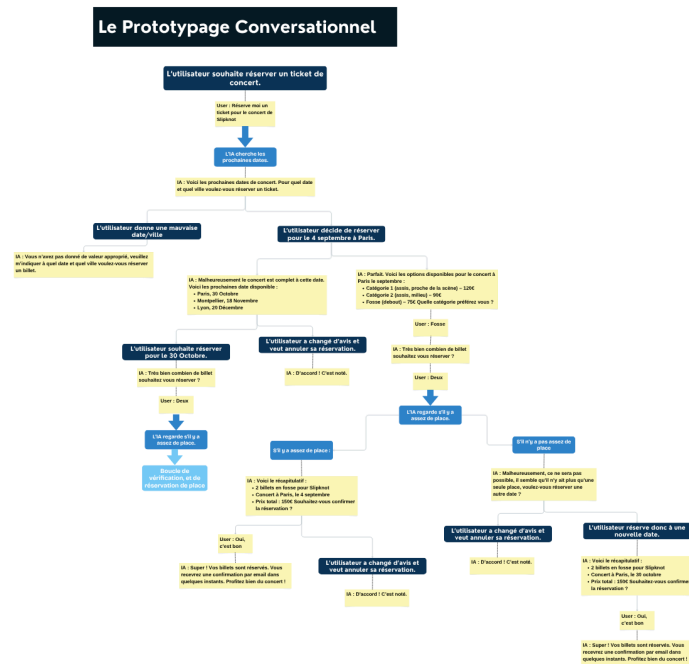 Le Prototypage Conversationnel
L'utilisateur souhaite réserver un ticket de
concert.
User : Réserve moi un
ticket pour le concert de
Slipknot
L'IA cherche les
prochaines dates.
IA : Voici les prochaines dates de concert. Pour quel date
et quel ville voulez-vous réserver un ticket.
L'utilisateur donne une mauvaise
date/ville
IA : Vous n'avez pas donné de valeur approprié, veuillez
m'indiquer à quel date et quel ville voulez-vous réserver
un billet.
L'utilisateur décide de réserver
pour le 4 septembre à Paris.
IA : Malheureusement le concert est complet à cette date.
Voici les prochaines date disponible :
• Paris, 30 Octobre
• Montpellier, 18 Novembre
• Lyon, 20 Décembre
IA : Parfait. Voici les options disponibles pour le concert à
Paris le septembre :
• Catégorie 1 (assis, proche de la scène) – 120€
• Catégorie 2 (assis, milieu) – 90€
• Fosse (debout) – 75€ Quelle catégorie préférez vous ?
User : Fosse
L'utilisateur souhaite réserver
pour le 30 Octobre.
L'utilisateur a changé d'avis et
veut annuler sa réservation.
IA : Très bien combien de billet
souhaitez vous réserver ?
IA : Très bien combien de billet
souhaitez vous réserver ?
IA : D'accord ! C'est noté.
User : Deux
User : Deux
L'IA regarde s'il y a
assez de place.
L'IA regarde s'il y a
assez de place.
Boucle de
vérification, et de
réservation de place
S'il y a assez de place :
S'il n'y a pas assez de
place
IA : Voici le récapitulatif :
• 2 billets en fosse pour Slipknot
• Concert à Paris, le 4 septembre
• Prix total : 150€ Souhaitez-vous confirmer
la réservation ?
IA : Malheureusement, ce ne sera pas
possible, il semble qu'il n'y ait plus qu'une
seule place, voulez-vous réserver une
autre date ?
User : Oui,
c'est bon
IA : Super ! Vos billets sont réservés. Vous
recevrez une confirmation par email dans
quelques instants. Profitez bien du concert !
L'utilisateur a changé d'avis et
veut annuler sa réservation.
IA : D'accord ! C'est noté.
L'utilisateur a changé d'avis et
veut annuler sa réservation.
IA : D'accord ! C'est noté.
L'utilisateur réserve donc à une
nouvelle date.
IA : Voici le récapitulatif :
• 2 billets en fosse pour Slipknot
• Concert à Paris, le 30 octobre
• Prix total : 150€ Souhaitez-vous confirmer
la réservation ?
User : Oui,
c'est bon
IA : Super ! Vos billets sont réservés. Vous
recevrez une confirmation par email dans
quelques instants. Profitez bien du concert !